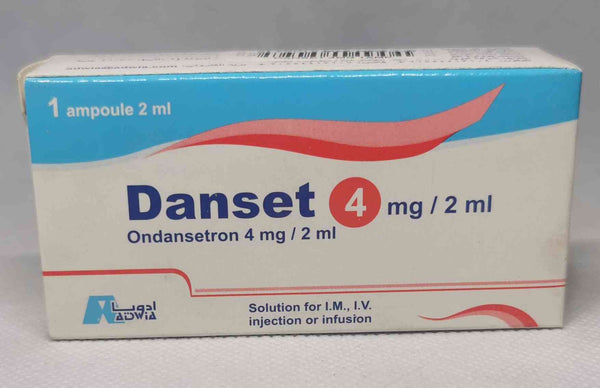 1 ampoule 2 ml
Danset 4 mg / 2 ml
Ondansetron 4 mg / 2 ml
ادويــا
ADWIA
Solution for I.M., I.V.
injection or infusion